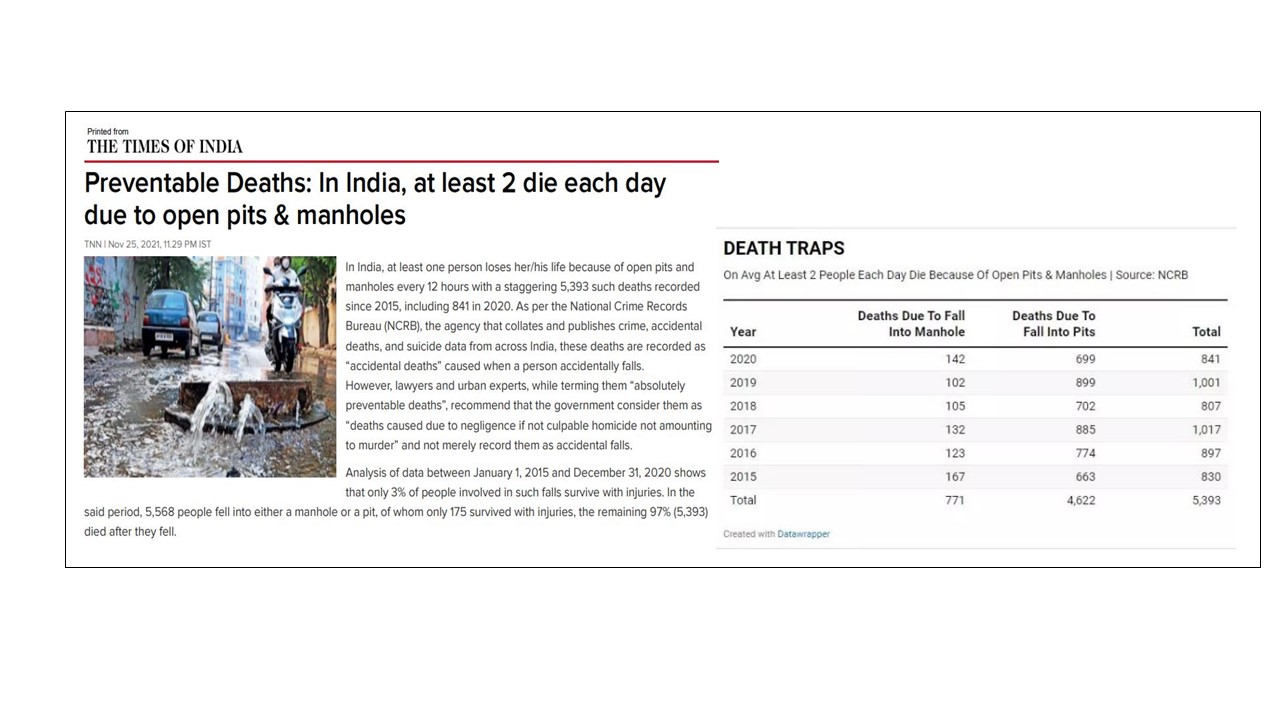 Printed from
THE TIMES OF INDIA
Preventable Deaths: In India, at least 2 die each day
due to open pits & manholes
TNN | Nov 25, 2021, 11.29 PM IST
In India, at least one person loses her/his life because of open pits and
manholes every 12 hours with a staggering 5,393 such deaths recorded
since 2015, including 841 in 2020. As per the National Crime Records
Bureau (NCRB), the agency that collates and publishes crime, accidental
deaths, and suicide data from across India, these deaths are recorded as
“accidental deaths” caused when a person accidentally falls.
However, lawyers and urban experts, while terming them “absolutely
preventable deaths”, recommend that the government consider them as
“deaths caused due to negligence if not culpable homicide not amounting
to murder” and not merely record them as accidental falls.
Analysis of data between January 1, 2015 and December 31, 2020 shows
that only 3% of people involved in such falls survive with injuries. In the
said period, 5,568 people fell into either a manhole or a pit, of whom only 175 survived with injuries, the remaining 97% (5,393)
died after they fell.
DEATH TRAPS
On Avg At Least 2 People Each Day Die Because Of Open Pits & Manholes | Source: NCRB
Deaths Due To Fall Deaths Due To
Year Into Manhole Fall Into Pits Total
2020 142 699 841
2019 102 899 1,001
2018 105 702 807
2017 132 885 1,017
2016 123 774 897
2015 167 663 830
Total 771 4,622 5,393
Created with Datawrapper